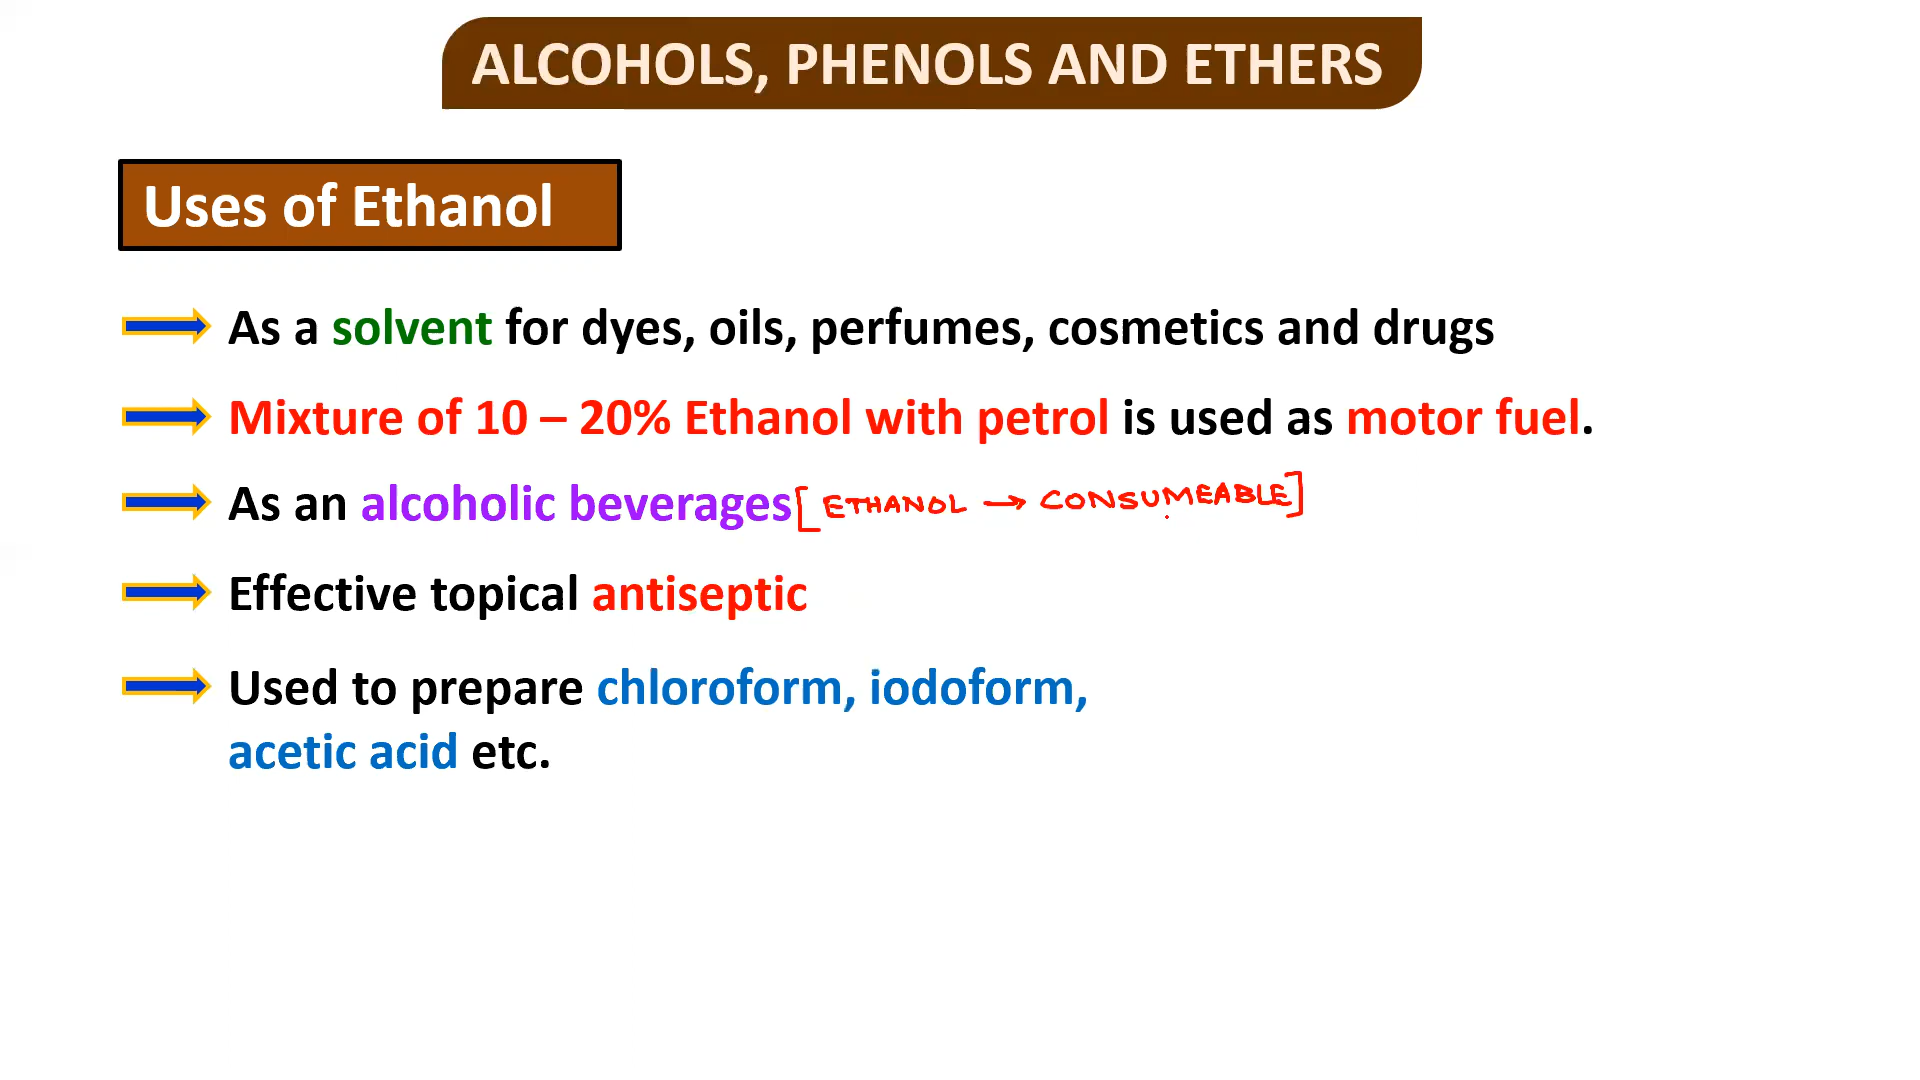 ALCOHOLS, PHENOLS AND ETHERS
Uses of Ethanol
As a solvent for dyes, oils, perfumes, cosmetics and drugs
Mixture of 10 – 20% Ethanol with petrol is used as motor fuel.
As an alcoholic beverages [ETHANOL → CONSUMEABLE]
Effective topical antiseptic
Used to prepare chloroform, iodoform,
acetic acid etc.